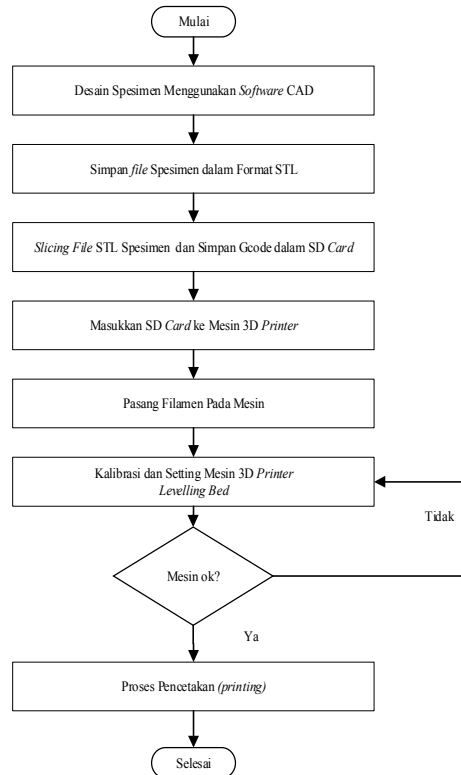 Mulai
Desain Spesimen Menggunakan Software CAD
Simpan file Spesimen dalam Format STL
Slicing File STL Spesimen dan Simpan Gcode dalam SD Card
Masukkan SD Card ke Mesin 3D Printer
Pasang Filamen Pada Mesin
Kalibrasi dan Setting Mesin 3D Printer
Levelling Bed
Tidak
Mesin ok?
Ya
Proses Pencetakan (printing)
Selesai